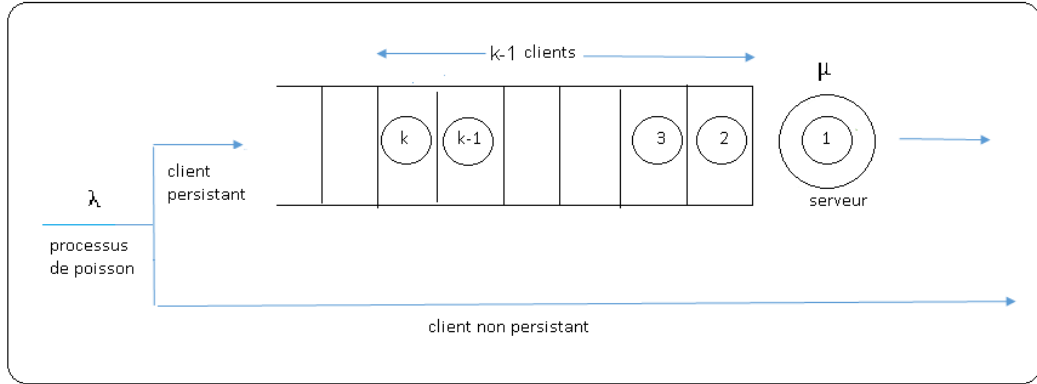 k-1 clients
μ
k
k-1
3
2
1
client
persistant
λ
serveur
processus
de poisson
client non persistant